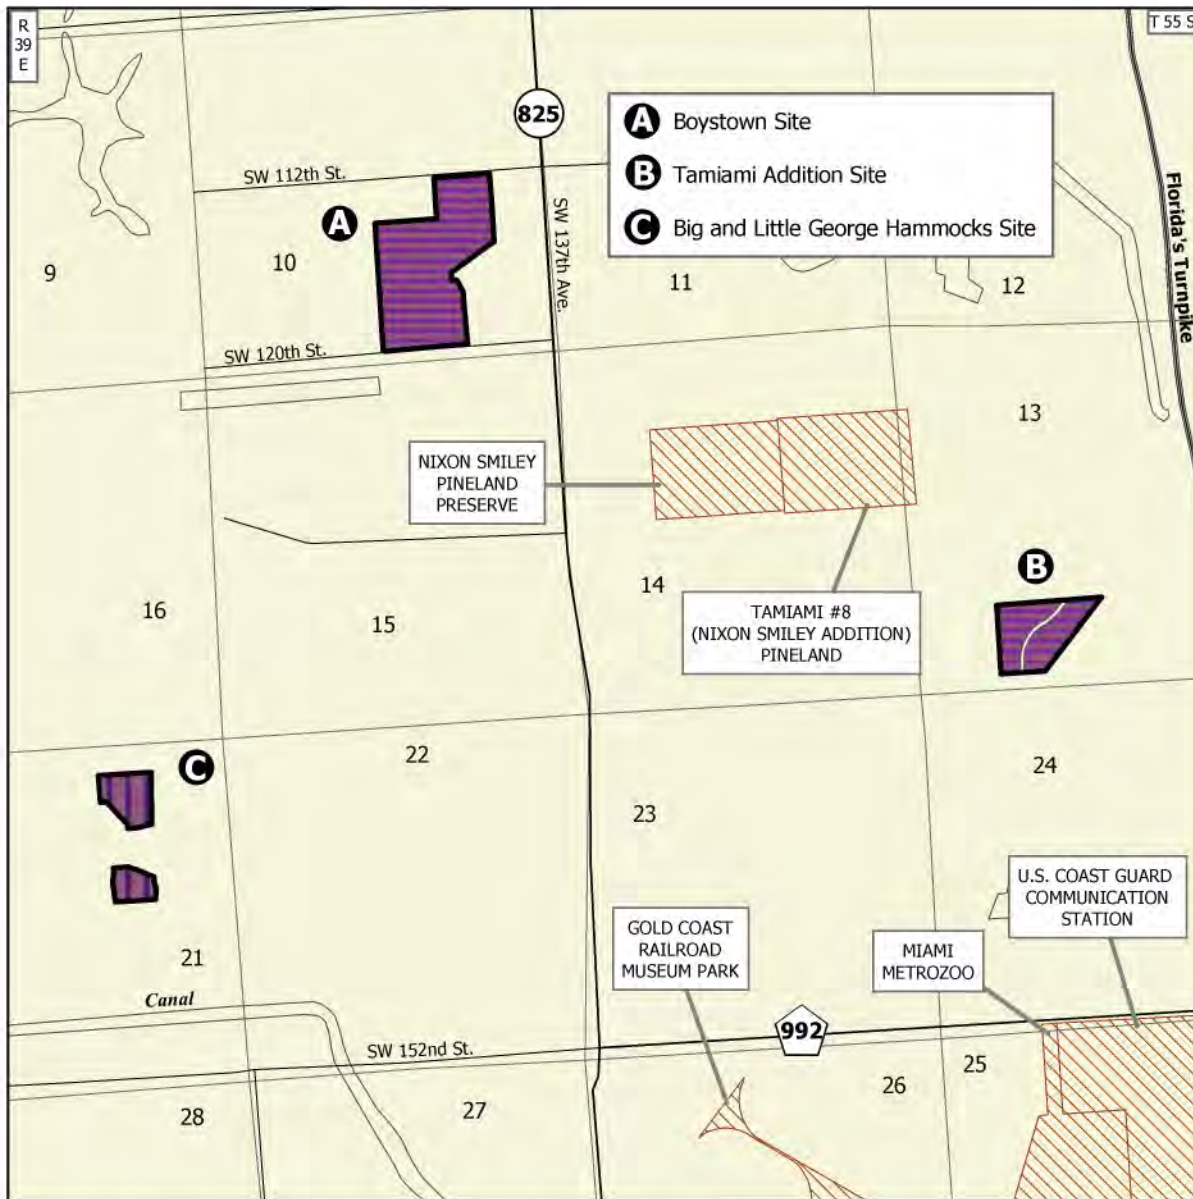 R
39
E
T 55 S
825
A Boystown Site
B Tamiami Addition Site
C Big and Little George Hammocks Site
SW 112th St.
A
SW 137th Ave.
Florida's Turnpike
9
10
11
12
SW 120th St.
13
NIXON SMILEY
PINELAND
PRESERVE
B
14
16
15
TAMIAMI #8
(NIXON SMILEY ADDITION)
PINELAND
C
22
24
23
U.S. COAST GUARD
COMMUNICATION
STATION
GOLD COAST
RAILROAD
MUSEUM PARK
MIAMI
METROZOO
21
Canal
992
SW 152nd St.
25
26
28
27